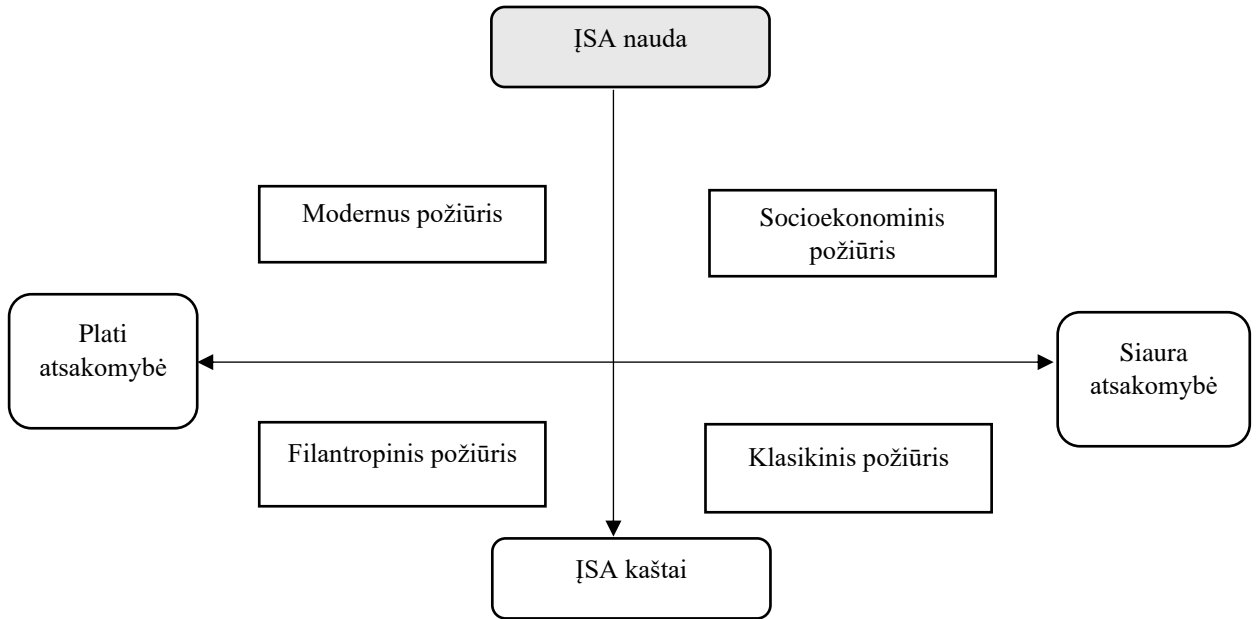 ĮSA nauda
Modernus požiūris
Socioekonominis
požiūris
Plati
atsakomybė
Siaura
atsakomybė
Filantropinis požiūris
Klasikinis požiūris
ĮSA kaštai